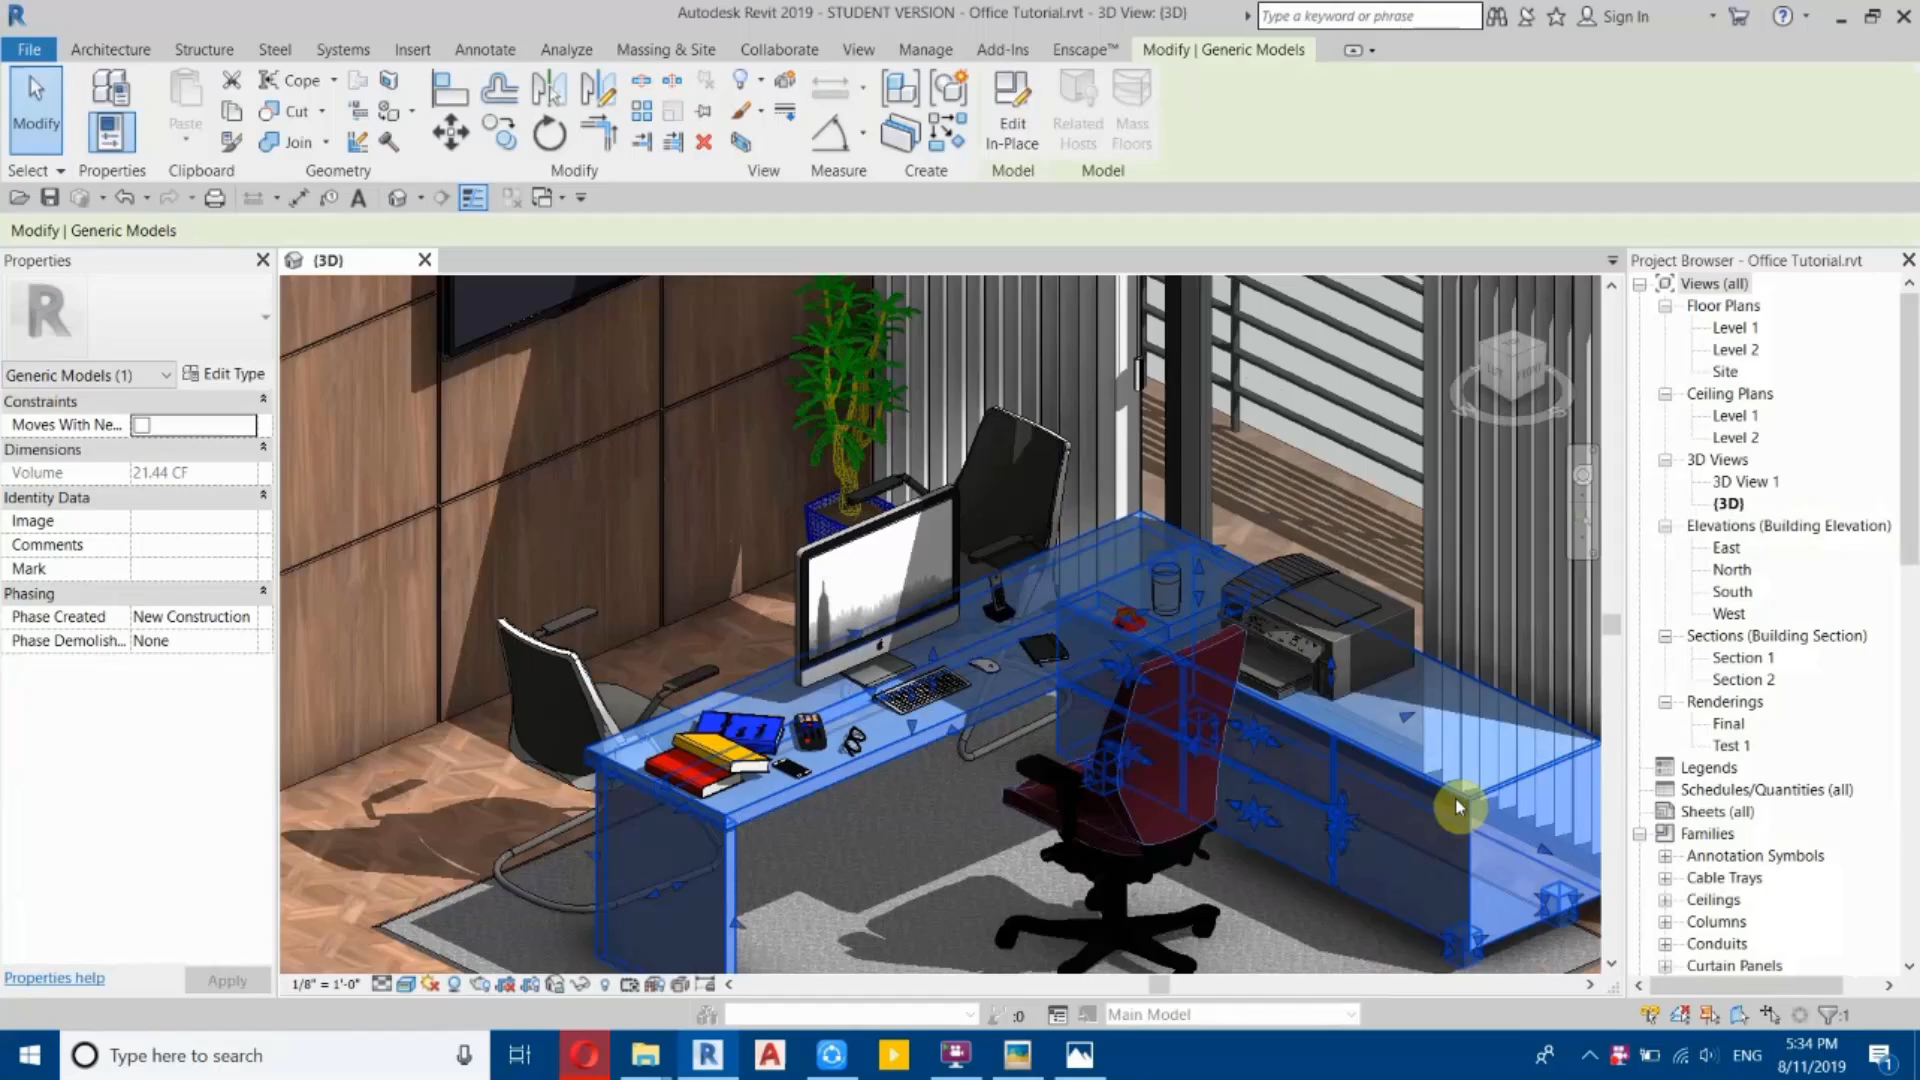 Autodesk Revit 2019 - STUDENT VERSION - Office Tutorial.rvt - 3D View: {3D}
Type a keyword or phrase
Sign In
File
Architecture
Structure
Steel
Systems
Insert
Annotate
Analyze
Massing & Site
Collaborate
View
Manage
Add-Ins
Enscape™
Modify | Generic Models
Modify
Paste
Cope
Cut
Join
Edit
In-Place
Related
Hosts
Mass
Floors
Select
Properties
Clipboard
Geometry
Modify
View
Measure
Create
Model
Model
Modify | Generic Models
Properties
Generic Models (1)
Edit Type
Constraints
Moves With Ne...
Dimensions
Volume
21.44 CF
Identity Data
Image
Comments
Mark
Phasing
Phase Created
New Construction
Phase Demolish...
None
Properties help
Apply
{3D}
1/8" = 1'-0"
:0
Main Model
:1
Project Browser - Office Tutorial.rvt
Views (all)
Floor Plans
Level 1
Level 2
Site
Ceiling Plans
Level 1
Level 2
3D Views
3D View 1
{3D}
Elevations (Building Elevation)
East
North
South
West
Sections (Building Section)
Section 1
Section 2
Renderings
Final
Test 1
Legends
Schedules/Quantities (all)
Sheets (all)
Families
Annotation Symbols
Cable Trays
Ceilings
Columns
Conduits
Curtain Panels
Type here to search
ENG
5:34 PM
8/11/2019
1